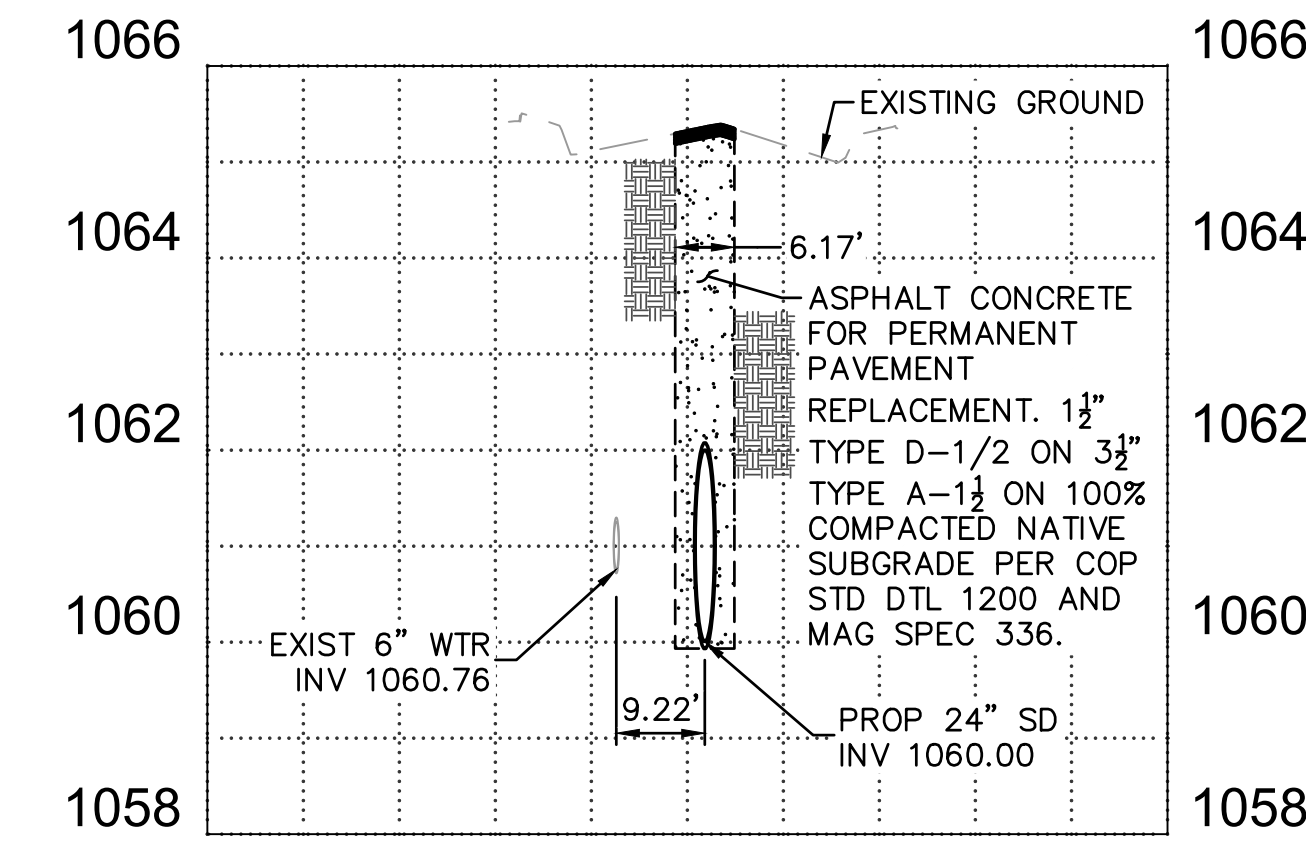 1066
1066
EXISTING GROUND
1064
1064
6.17'
ASPHALT CONCRETE
FOR PERMANENT
PAVEMENT
REPLACEMENT. 1½"
TYPE D-1/2 ON 3½"
TYPE A-1½ ON 100%
COMPACTED NATIVE
SUBGRADE PER COP
STD DTL 1200 AND
MAG SPEC 336.
1062
1062
1060
1060
EXIST 6" WTR
INV 1060.76
9.22'
PROP 24" SD
INV 1060.00
1058
1058